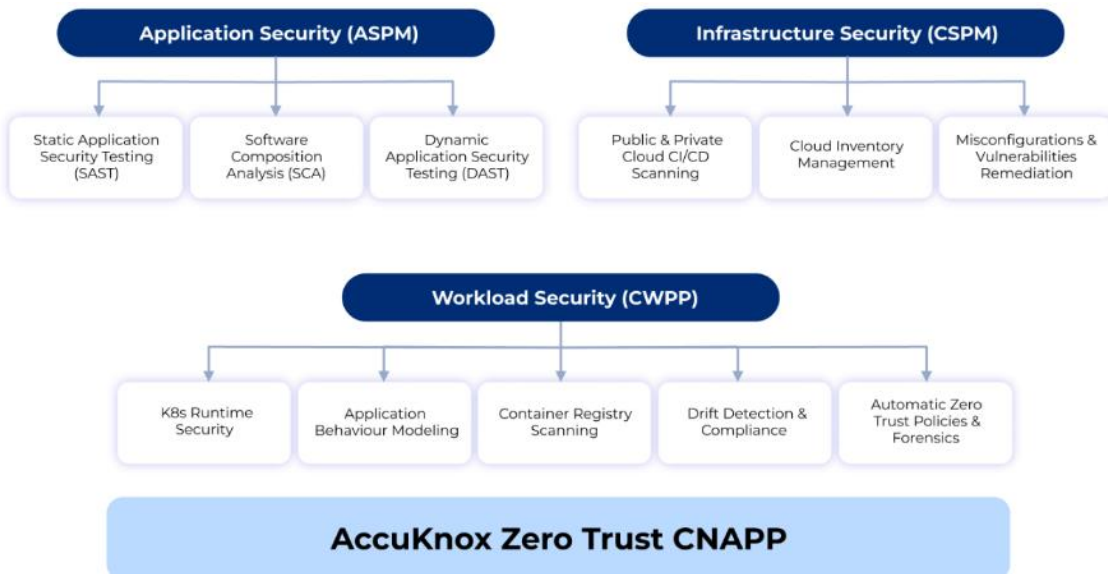 Application Security (ASPM)
Infrastructure Security (CSPM)
Static Application
Security Testing
(SAST)
Software
Composition
Analysis (SCA)
Dynamic
Application Security
Testing (DAST)
Public & Private
Cloud CI/CD
Scanning
Cloud Inventory
Management
Misconfigurations &
Vulnerabilities
Remediation
Workload Security (CWPP)
K8s Runtime
Security
Application
Behaviour Modeling
Container Registry
Scanning
Drift Detection &
Compliance
Automatic Zero
Trust Policies &
Forensics
AccuKnox Zero Trust CNAPP